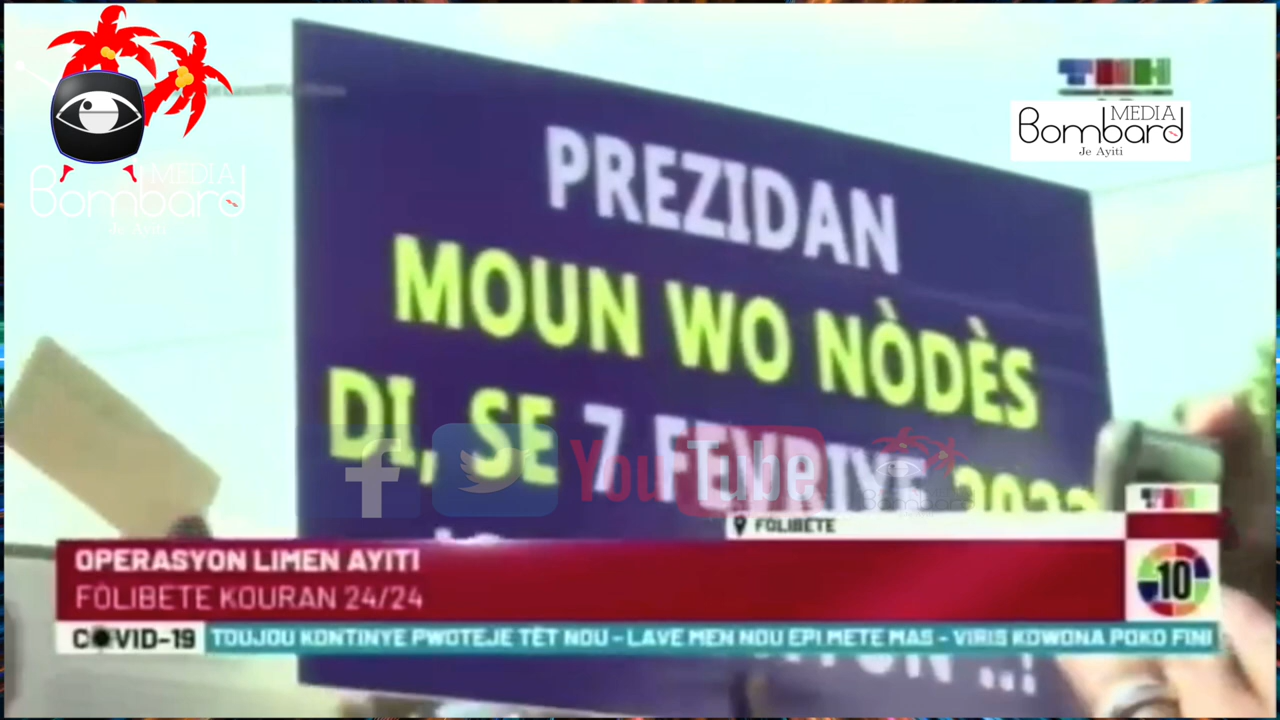 MEDIA
Bombard
Je Ayiti
TNH
MEDIA
Bombard
Je Ayiti
PREZIDAN
MOUN WO NÒDÈS
DI, SE 7 FEVRIYE
YouTube
TNH
FÒLIBETE
OPERASYON LIMEN AYITI
FÒLIBETE KOURAN 24/24
10
COVID-19
TOUJOU KONTINYE PWOTEJE TÈT NOU - LAVE MEN NOU EPI METE MAS - VIRIS KOWONA POKO FINI